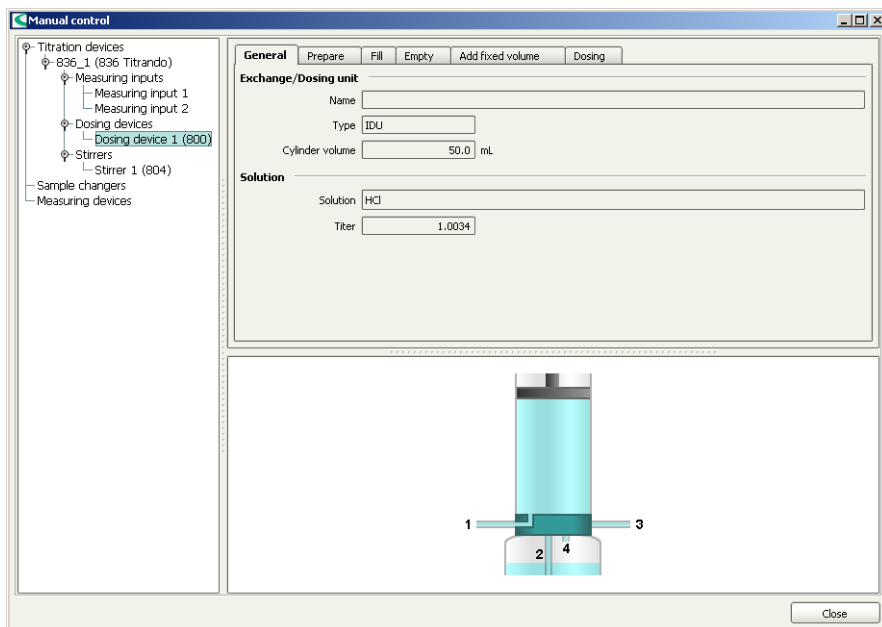 Manual control
Titration devices
836_1 (836 Titrando)
Measuring inputs
Measuring input 1
Measuring input 2
Dosing devices
Dosing device 1 (800)
Stirrers
Stirrer 1 (804)
Sample changers
Measuring devices
General Prepare Fill Empty Add fixed volume Dosing
Exchange/Dosing unit
Name
Type IDU
Cylinder volume 50.0 mL
Solution
Solution HCl
Titer 1.0034
1 3
2 4
Close